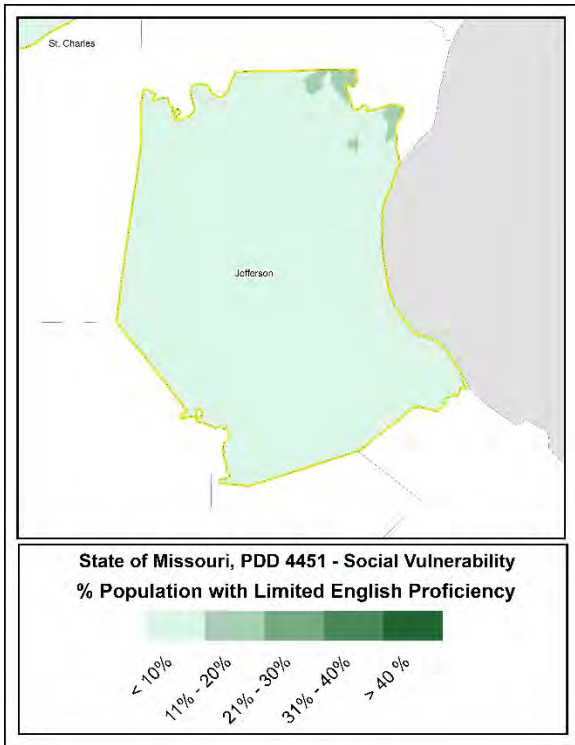 St. Charles
Jefferson
State of Missouri, PDD 4451 - Social Vulnerability
% Population with Limited English Proficiency
< 10%
11% - 20%
21% - 30%
31% - 40%
> 40 %